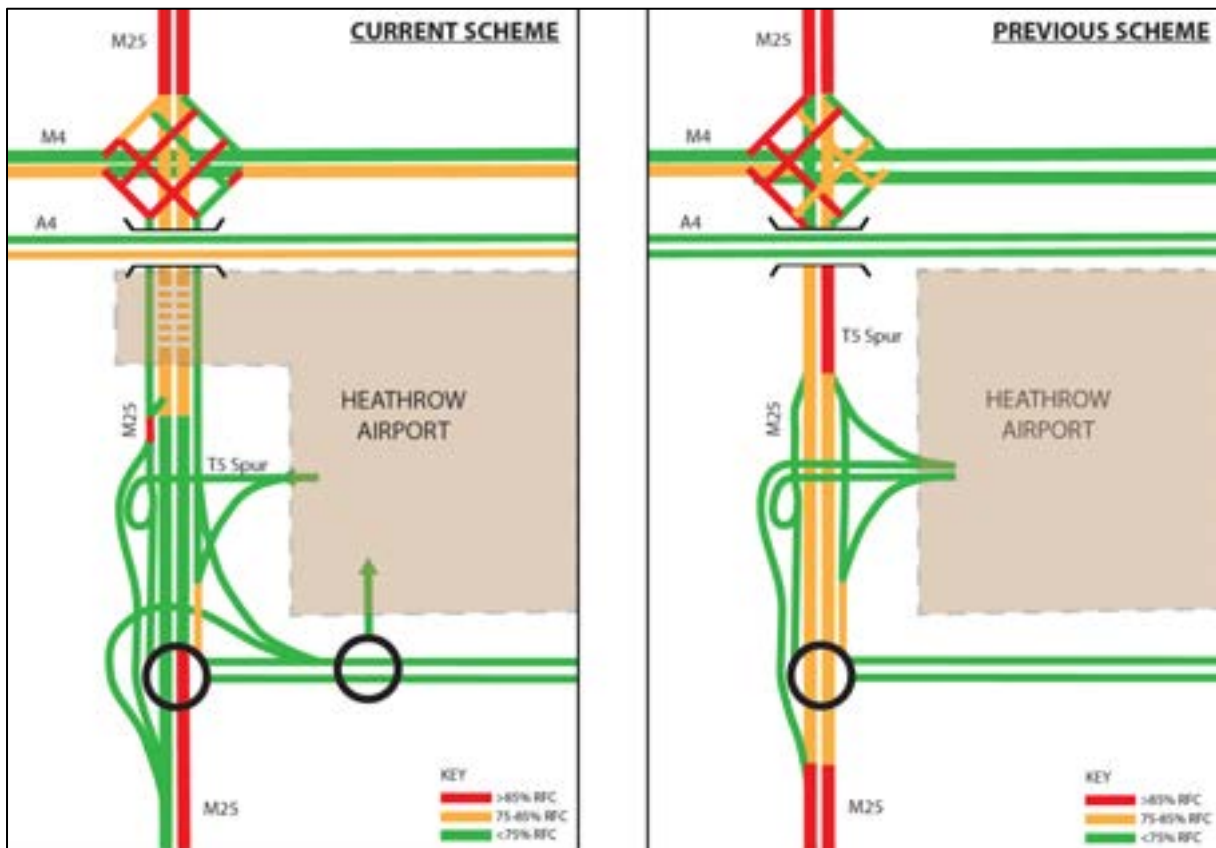 CURRENT SCHEME
M25
M4
A4
M25
T5 Spur
HEATHROW
AIRPORT
M25
KEY
>85% RFC
75-85% RFC
<75% RFC
PREVIOUS SCHEME
M25
M4
A4
T5 Spur
M25
HEATHROW
AIRPORT
M25
KEY
>85% RFC
75-85% RFC
<75% RFC